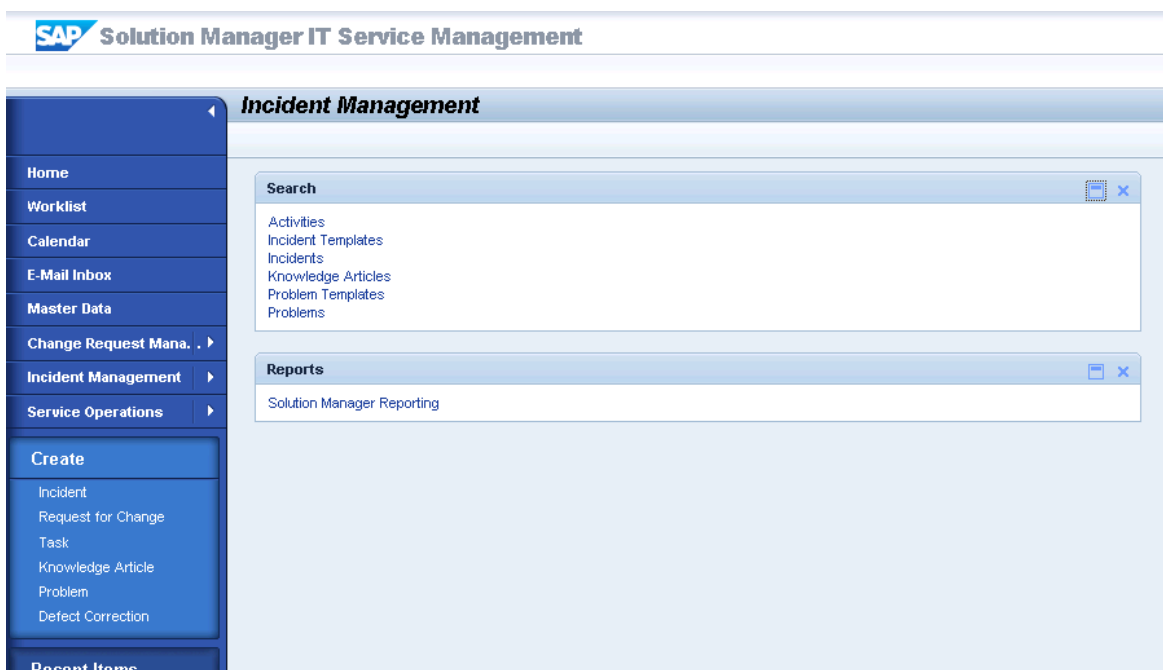 SAP Solution Manager IT Service Management
Incident Management
Home
Worklist
Calendar
E-Mail Inbox
Master Data
Change Request Mana. .
Incident Management
Service Operations
Create
Incident
Request for Change
Task
Knowledge Article
Problem
Defect Correction
Recent Items
Search
Activities
Incident Templates
Incidents
Knowledge Articles
Problem Templates
Problems
Reports
Solution Manager Reporting